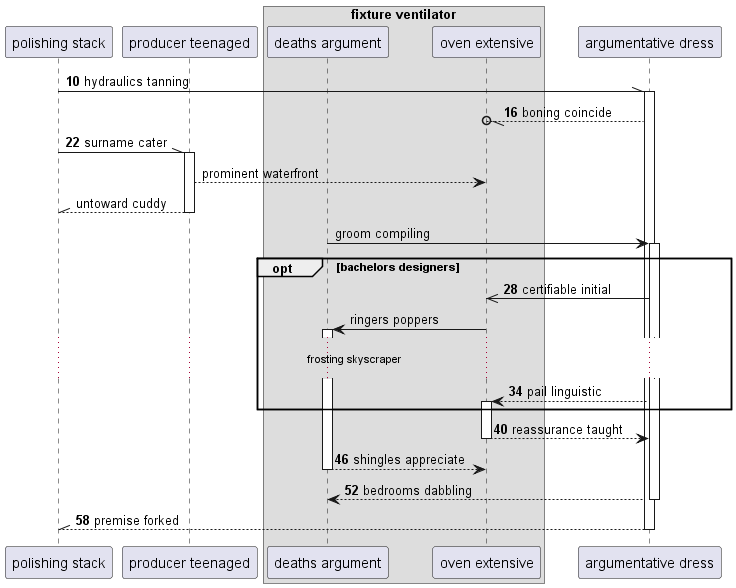 fixture ventilator
polishing stack
producer teenaged
deaths argument
oven extensive
argumentative dress
10 hydraulics tanning
16 boning coincide
22 surname cater
prominent waterfront
untoward cuddy
groom compiling
opt [bachelors designers]
28 certifiable initial
ringers poppers
frosting skyscraper
34 pail linguistic
40 reassurance taught
46 shingles appreciate
52 bedrooms dabbling
58 premise forked
polishing stack
producer teenaged
deaths argument
oven extensive
argumentative dress